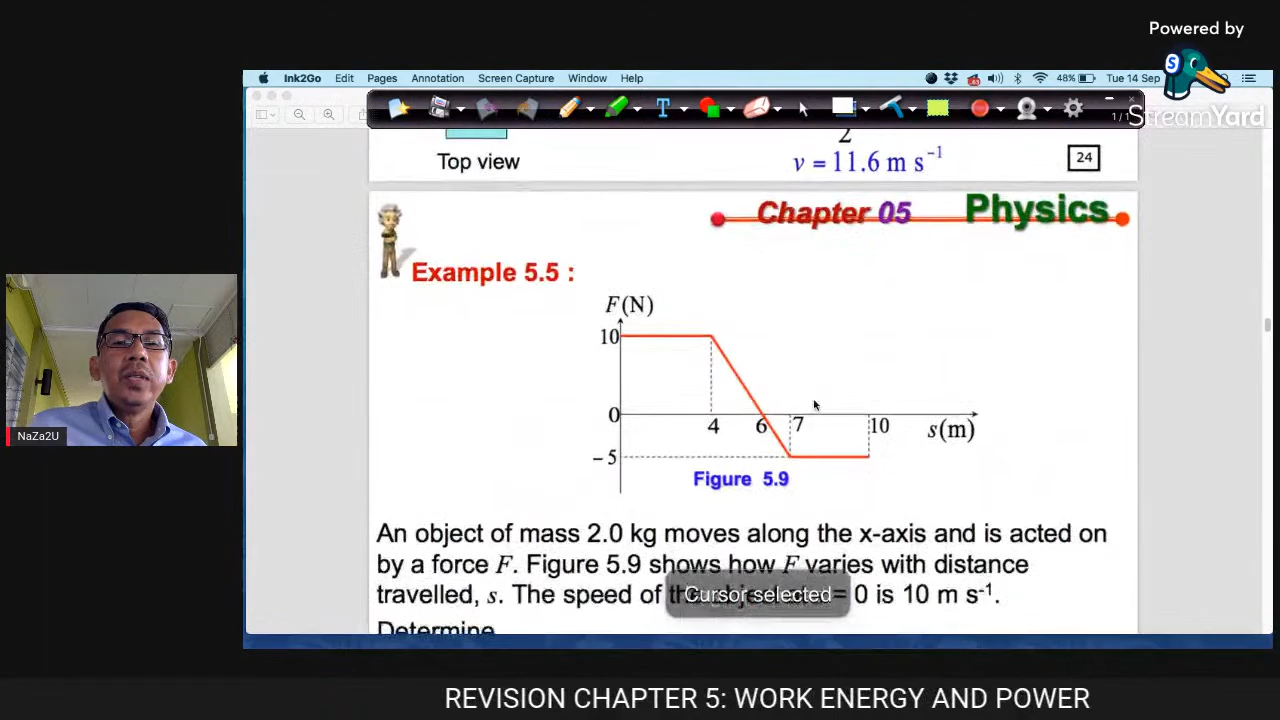 Powered by
StreamYard
Ink2Go Edit Pages Annotation Screen Capture Window Help
48% Tue 14 Sep
T
1/1
2
Top view
v = 11.6 m s⁻¹
24
Chapter 05 Physics
Example 5.5 :
F(N)
10
0
4 6 7 10 s(m)
– 5
Figure 5.9
NaZa2U
An object of mass 2.0 kg moves along the x-axis and is acted on
by a force F. Figure 5.9 shows how F varies with distance
travelled, s. The speed of the = 0 is 10 m s⁻¹.
Cursor selected
Determine
REVISION CHAPTER 5: WORK ENERGY AND POWER